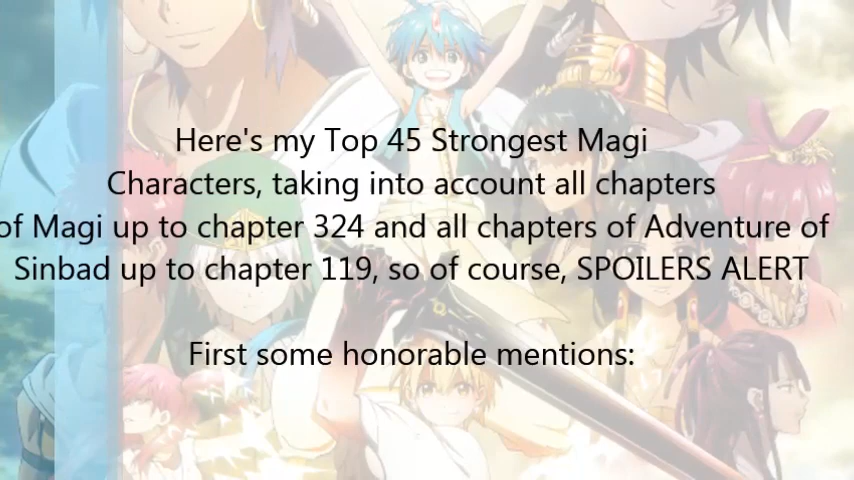 Here's my Top 45 Strongest Magi
Characters, taking into account all chapters
of Magi up to chapter 324 and all chapters of Adventure of
Sinbad up to chapter 119, so of course, SPOILERS ALERT
First some honorable mentions: